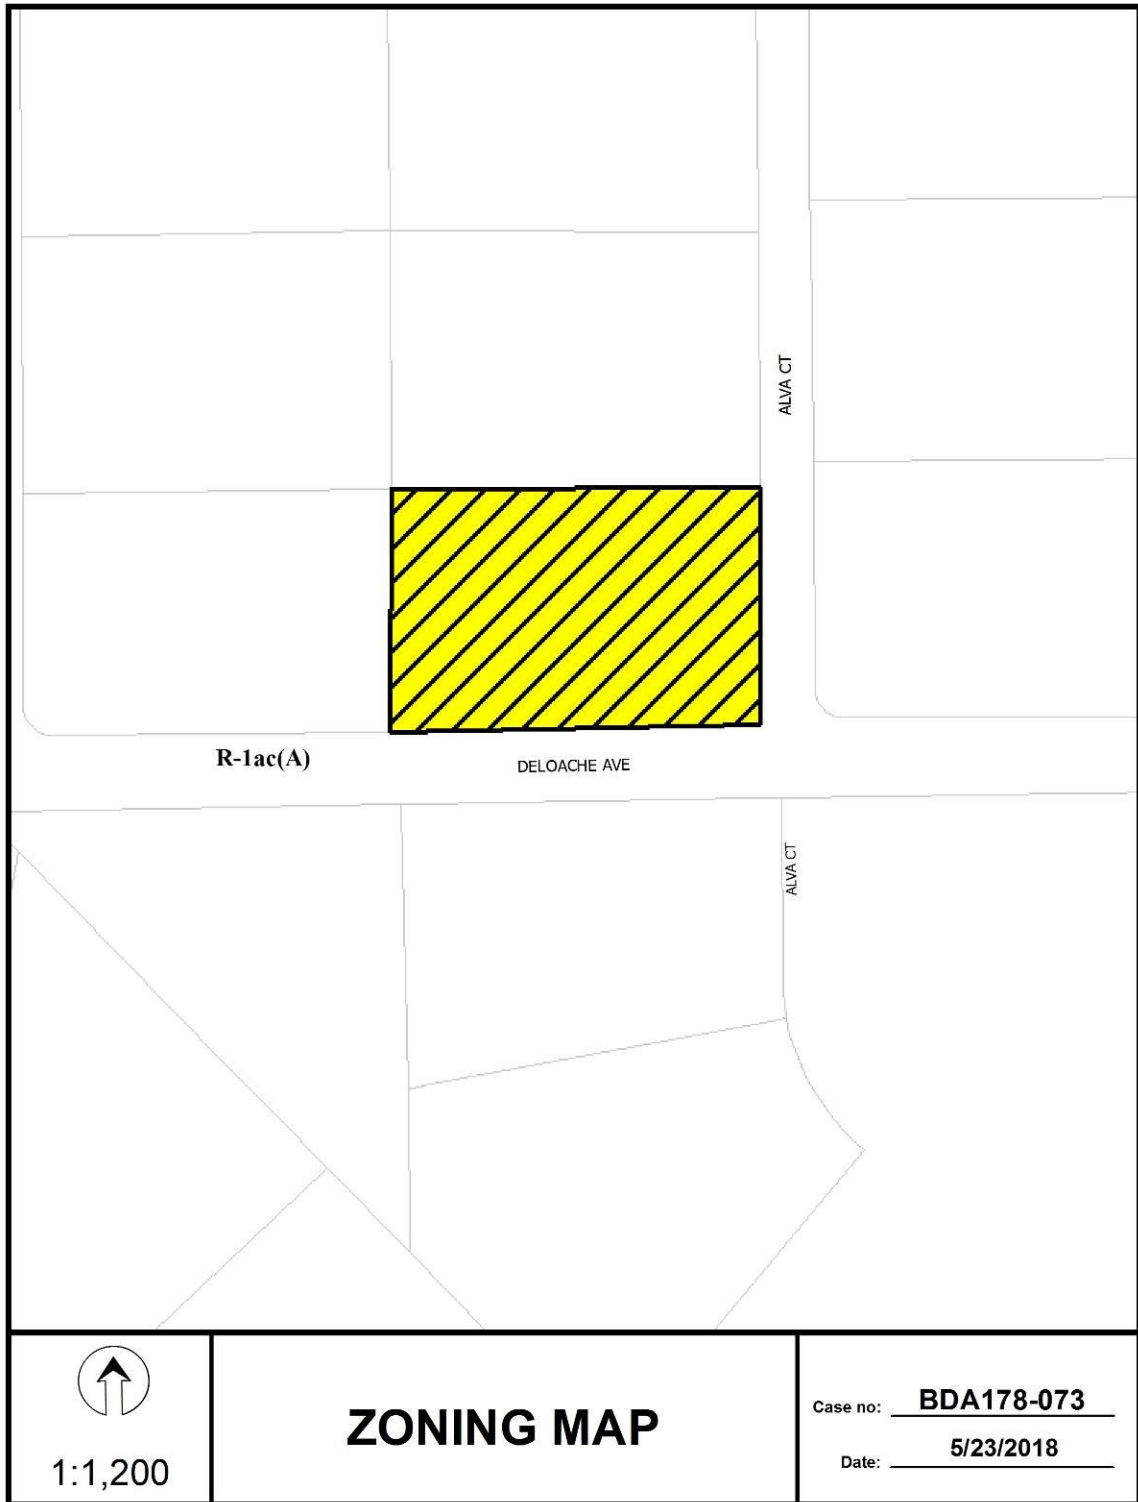 ALVA CT
R-1ac(A)
DELOACHE AVE
ALVA CT
1:1,200
ZONING MAP
Case no: BDA178-073
Date: 5/23/2018